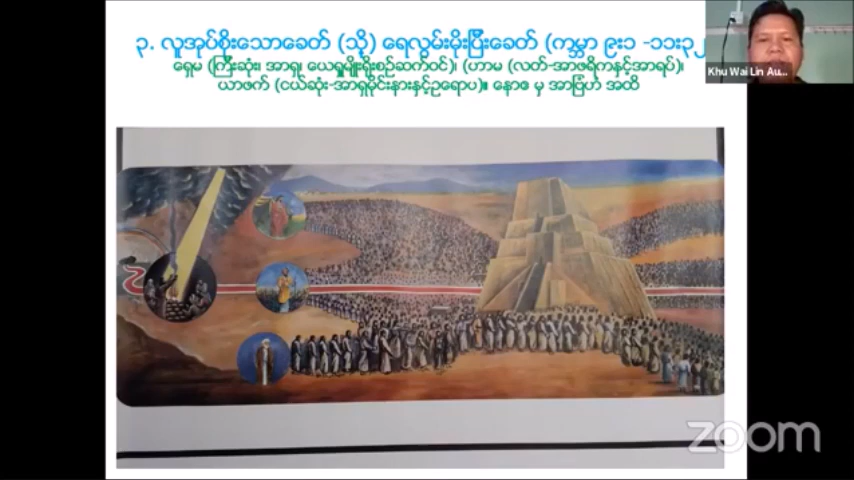 ၃. လူအုပ်စိုးသောခေတ် (သို့) ရေလွှမ်းမိုးပြီးခေတ် (ကမ္ဘာ ၉း၁ -၁၁း၃၂
ရှေမ (ကြီးဆုံး၊ အာရှ၊ ယေရှုမျိုးရိုးစဉ်ဆက်ဝင်)၊ (ဟာမ (လတ်-အာဖရိကနှင့်အာရပ်)၊
ယာဖက် (ငယ်ဆုံး-အာရှမိုင်းနားနှင့်ဥရောပ)။ နောဧ မှ အာဗြံဟံ အထိ
Khu Wai Lin Au...
zoom